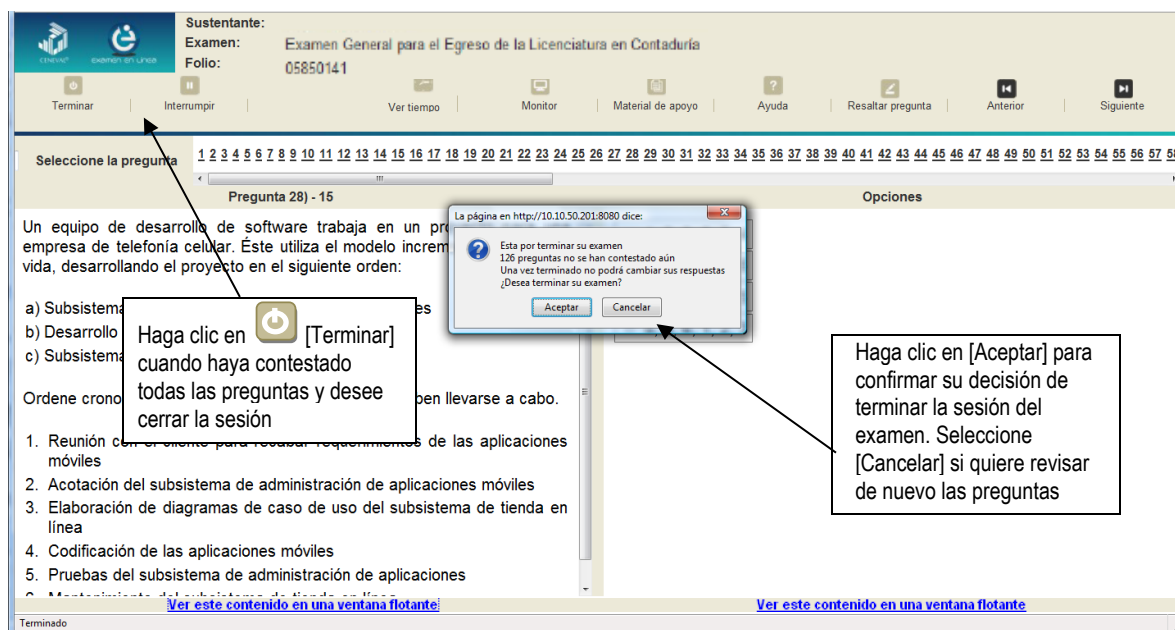 CENEVAL®
examen en línea
Sustentante:
Examen: Examen General para el Egreso de la Licenciatura en Contaduría
Folio: 05850141
Terminar Interrumpir Ver tiempo Monitor Material de apoyo Ayuda Resaltar pregunta Anterior Siguiente
Seleccione la pregunta 1 2 3 4 5 6 7 8 9 10 11 12 13 14 15 16 17 18 19 20 21 22 23 24 25 26 27 28 29 30 31 32 33 34 35 36 37 38 39 40 41 42 43 44 45 46 47 48 49 50 51 52 53 54 55 56 57
Pregunta 28) - 15
Opciones
Un equipo de desarrollo de software trabaja en un
empresa de telefonía celular. Éste utiliza el modelo
vida, desarrollando el proyecto en el siguiente orden:
a) Subsistema
b) Desarrollo
c) Subsistema
Ordene llevarse a cabo.
1. Reunión con el cliente para recabar requerimientos de las aplicaciones
móviles
2. Acotación del subsistema de administración de aplicaciones móviles
3. Elaboración de diagramas de caso de uso del subsistema de tienda en
línea
4. Codificación de las aplicaciones móviles
5. Pruebas del subsistema de administración de aplicaciones
La página en http://10.10.50.201:8080 dice:
Esta por terminar su examen
126 preguntas no se han contestado aún
Una vez terminado no podrá cambiar sus respuestas
¿Desea terminar su examen?
Aceptar Cancelar
Haga clic en [Terminar]
cuando haya contestado
todas las preguntas y desee
cerrar la sesión
Haga clic en [Aceptar] para
confirmar su decisión de
terminar la sesión del
examen. Seleccione
[Cancelar] si quiere revisar
de nuevo las preguntas
Ver este contenido en una ventana flotante
Ver este contenido en una ventana flotante
Terminado